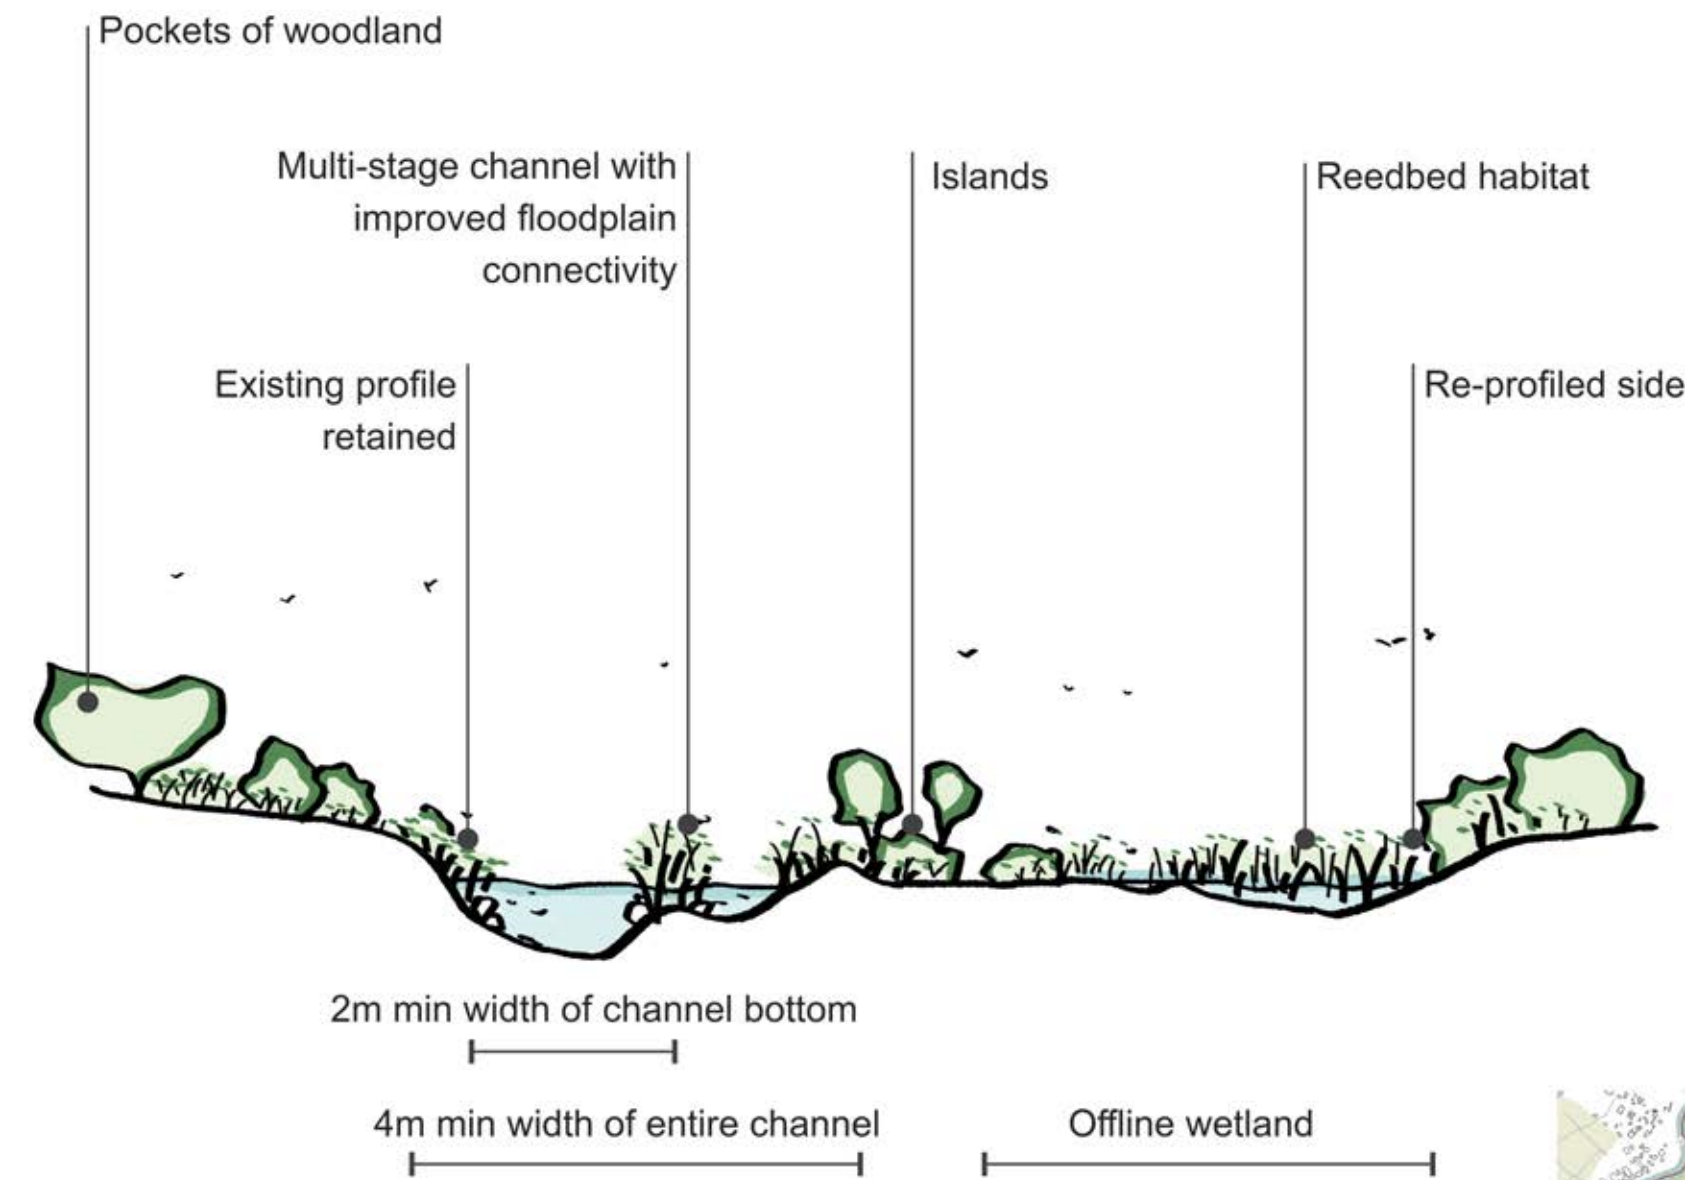 Pockets of woodland
Multi-stage channel with
improved floodplain
connectivity
Islands
Reedbed habitat
Existing profile
retained
Re-profiled side
2m min width of channel bottom
4m min width of entire channel
Offline wetland